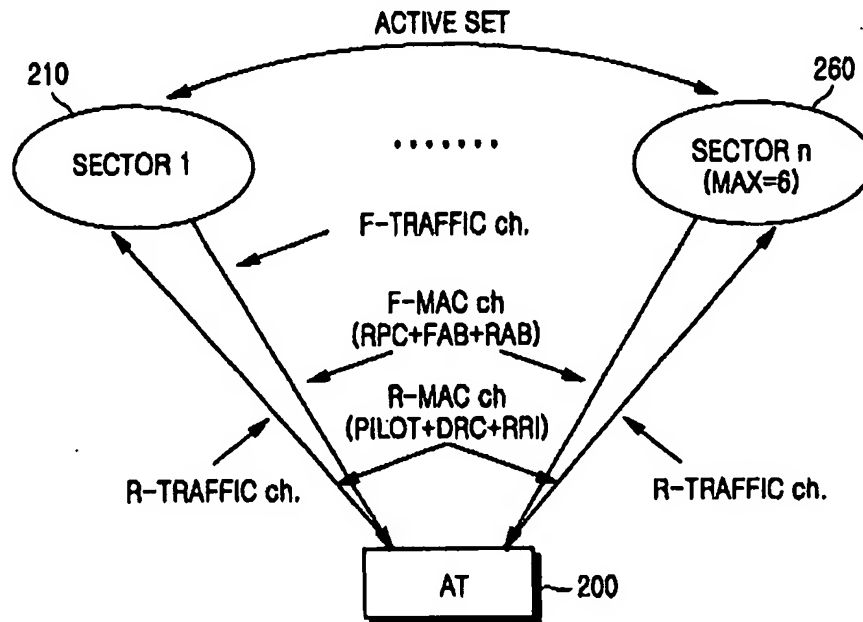 ACTIVE SET
210
260
SECTOR 1
.......
SECTOR n
(MAX=6)
F-TRAFFIC ch.
F-MAC ch
(RPC+FAB+RAB)
R-MAC ch
(PILOT+DRC+RRI)
R-TRAFFIC ch.
R-TRAFFIC ch.
AT
200